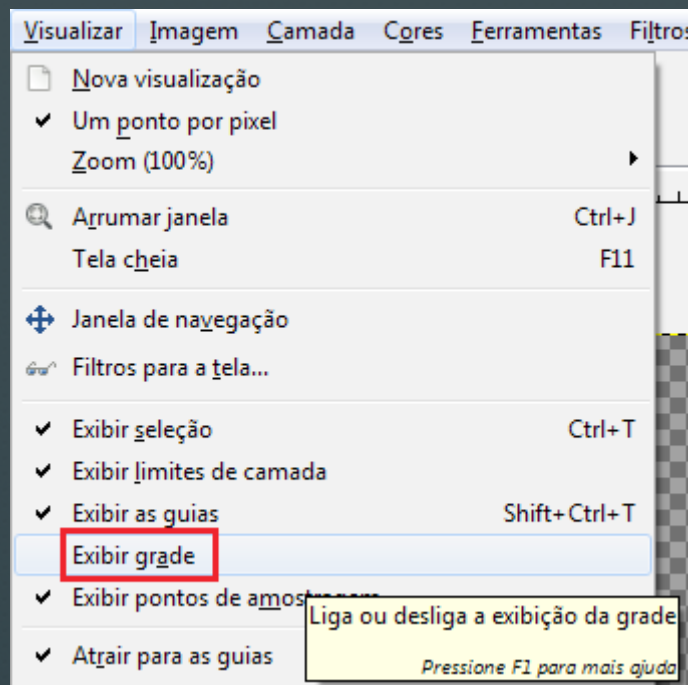 Visualizar Imagem Camada Cores Ferramentas Filtros
Nova visualização
Um ponto por pixel
Zoom (100%)
Arrumar janela Ctrl+J
Tela cheia F11
Janela de navegação
Filtros para a tela...
Exibir seleção Ctrl+T
Exibir limites de camada
Exibir as guias Shift+Ctrl+T
Exibir grade
Exibir pontos de amostragem
Liga ou desliga a exibição da grade
Atrair para as guias
Pressione F1 para mais ajuda